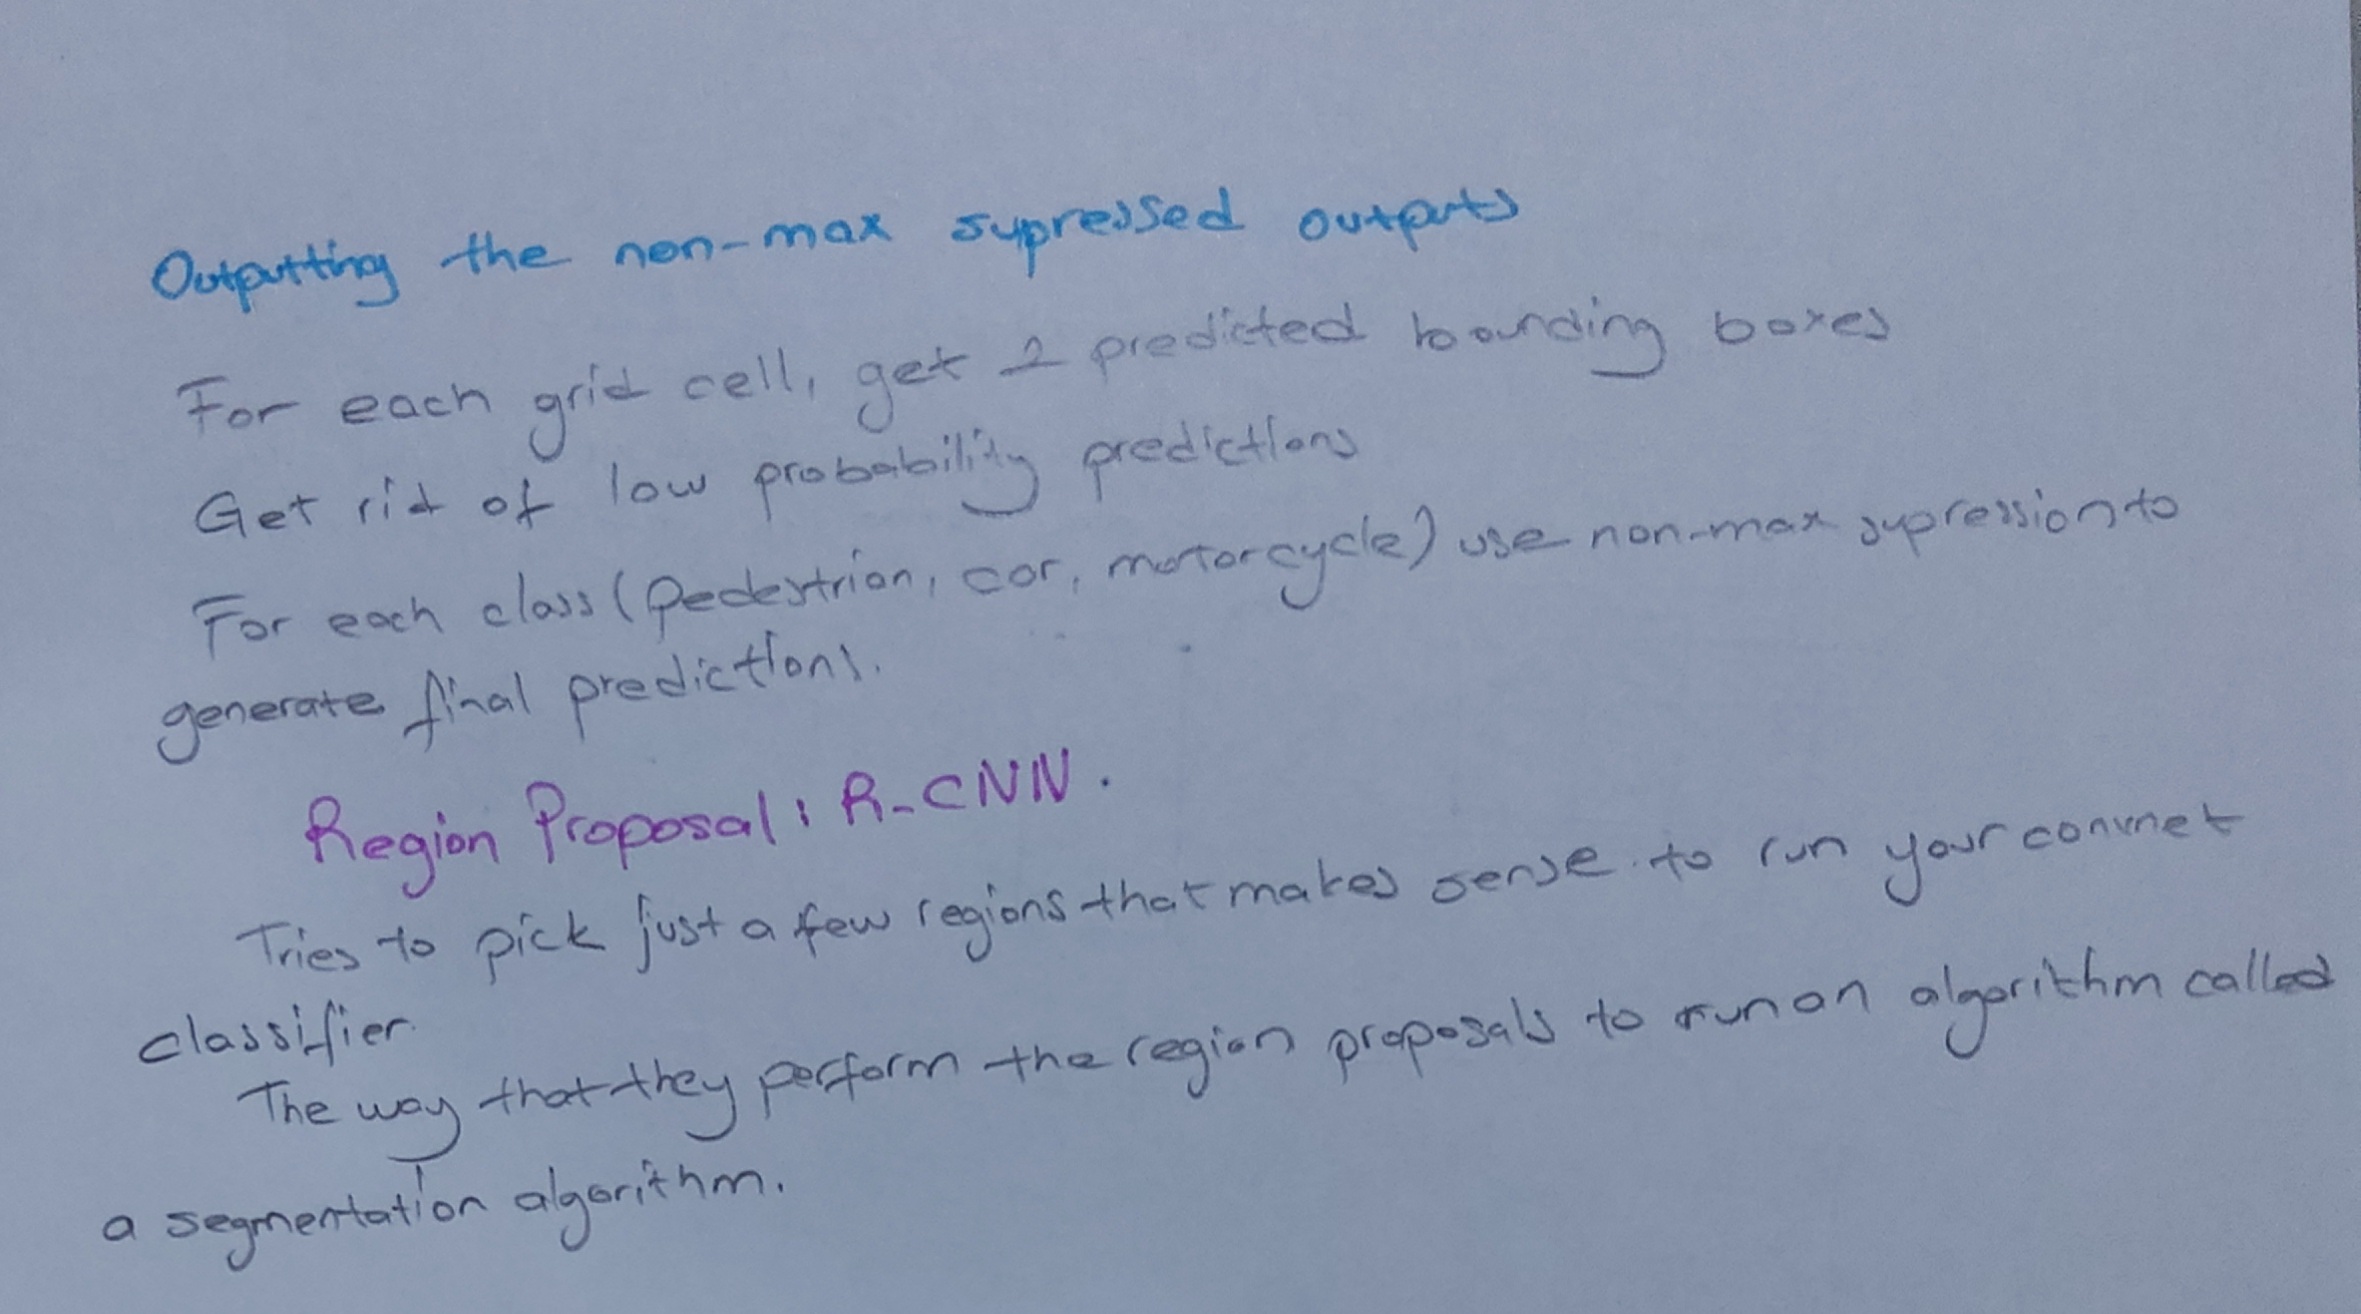 Outputting the non-max supressed outputs
For each grid cell, get 2 predicted bounding boxes
Get rid of low probability predictions
For each class (pedestrian, car, motorcycle) use non-max supression to
generate final predictions.
Region Proposal: R-CNN.
Tries to pick just a few regions that makes sense to run your convnet
classifier.
The way that they perform the region proposals to run an algorithm called
a segmentation algorithm.